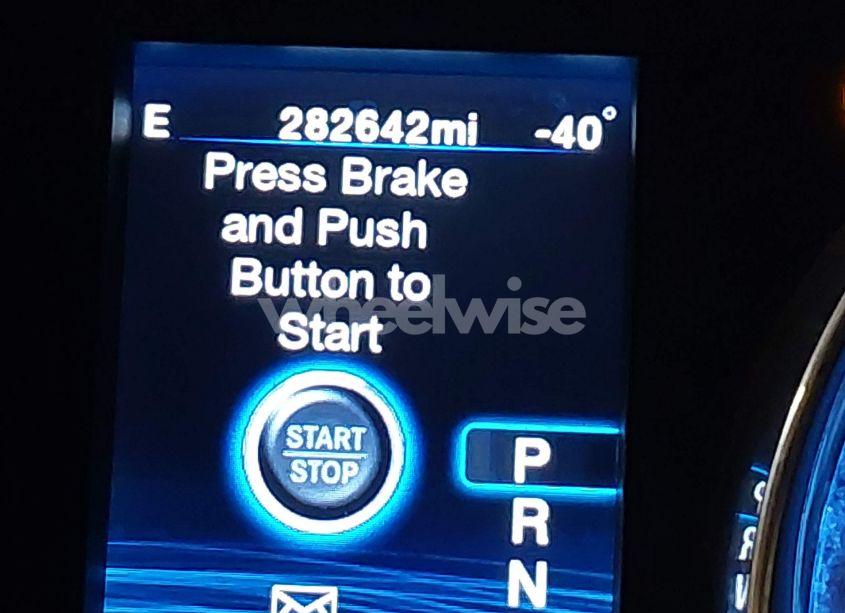 E 282642mi -40°
Press Brake
and Push
Button to
Start
wheelwise
START
STOP
P
R
N